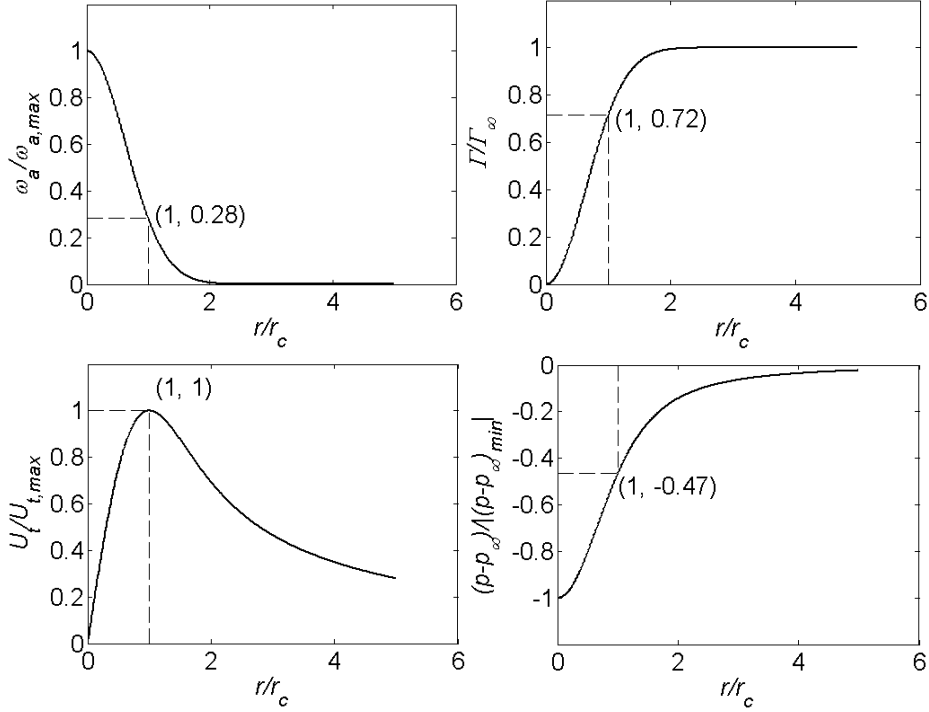 1
0.8
0.6
0.4
0.2
0
ω_a/ω_{a,max}
(1, 0.28)
0 2 4 6
r/r_c
1
0.8
0.6
0.4
0.2
0
Γ/Γ_∞
(1, 0.72)
0 2 4 6
r/r_c
1
0.8
0.6
0.4
0.2
0
U_t/U_{t,max}
(1, 1)
0 2 4 6
r/r_c
0
-0.2
-0.4
-0.6
-0.8
-1
(p-p_∞)/|(p-p_∞)_{min}|
(1, -0.47)
0 2 4 6
r/r_c